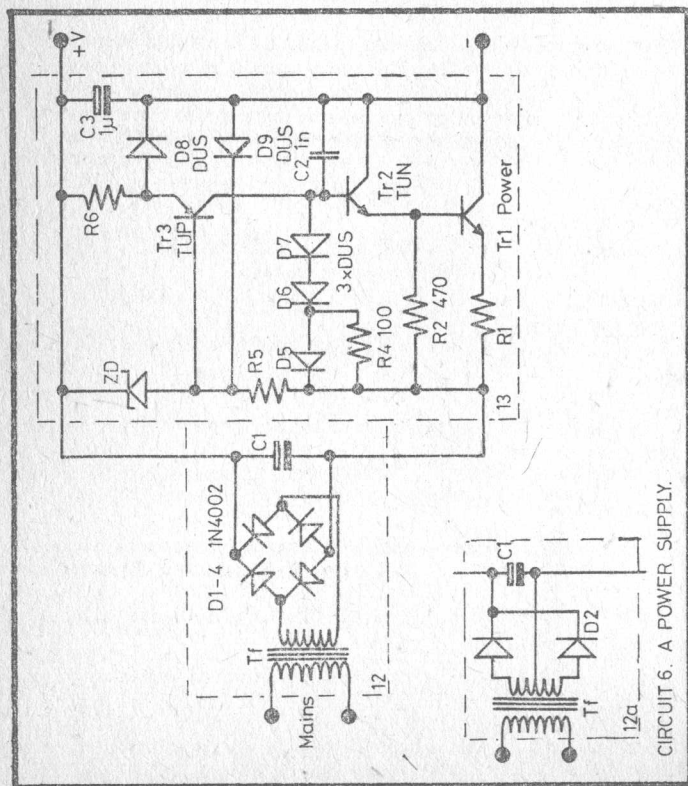 +V
-
C3
1µ
R6
D8
DUS
D9
DUS
C2 1n
Tr3
TUP
Tr2
TUN
D7
D6
3xDUS
ZD
R5
D5
R4 100
R2 470
R1
Tr1 Power
13
D1-4 1N4002
C1
Tf
Mains
12
C1
D2
Tf
12a
CIRCUIT 6. A POWER SUPPLY.